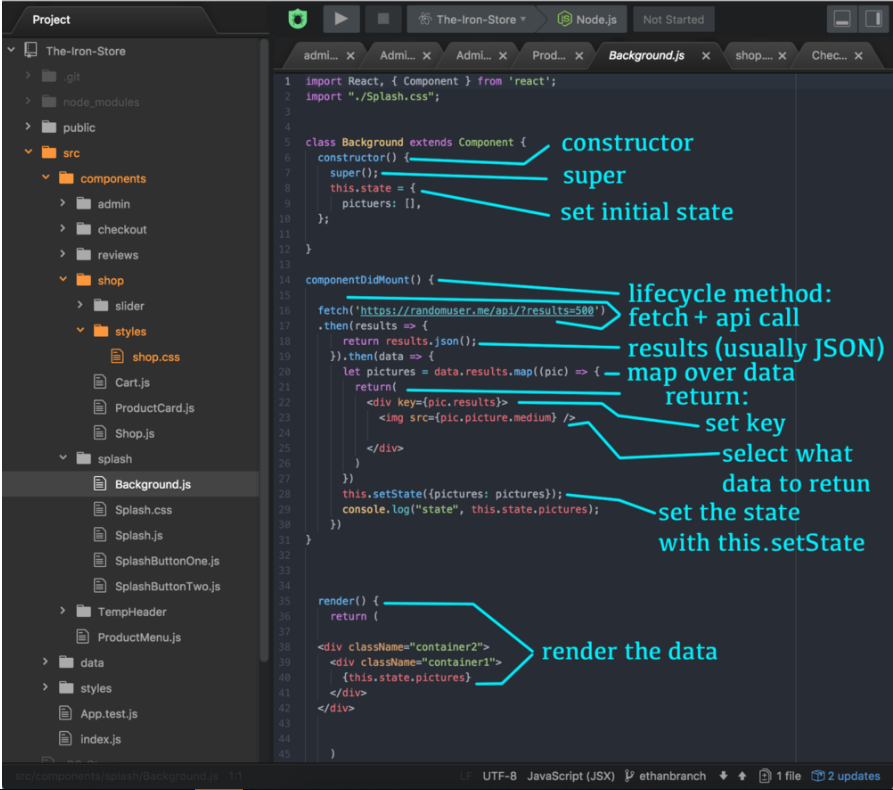 Project
The-Iron-Store
Node.js
Not Started
The-Iron-Store
.git
node_modules
public
src
components
admin
checkout
reviews
shop
slider
styles
shop.css
Cart.js
ProductCard.js
Shop.js
splash
Background.js
Splash.css
Splash.js
SplashButtonOne.js
SplashButtonTwo.js
TempHeader
ProductMenu.js
data
styles
App.test.js
index.js
admi...
Admi...
Admi...
Prod...
Background.js
shop....
Chec...
1 import React, { Component } from 'react';
2 import "./Splash.css";
3
4
5 class Background extends Component {
6 constructor() {
7 super();
8 this.state = {
9 pictuers: [],
10 };
11
12 }
13
14 componentDidMount() {
15
16 fetch('https://randomuser.me/api/?results=500')
17 .then(results => {
18 return results.json();
19 }).then(data => {
20 let pictures = data.results.map((pic) => {
21 return(
22 <div key={pic.results}>
23 <img src={pic.picture.medium} />
24
25 </div>
26 )
27 })
28 this.setState({pictures: pictures});
29 console.log("state", this.state.pictures);
30 })
31 }
32
33
34
35 render() {
36 return (
37
38 <div className="container2">
39 <div className="container1">
40 {this.state.pictures}
41 </div>
42 </div>
43
44
45 )
constructor
super
set initial state
lifecycle method:
fetch + api call
results (usually JSON)
map over data
return:
set key
select what
data to retun
set the state
with this.setState
render the data
src/components/splash/Background.js 1:1
LF UTF-8 JavaScript (JSX) ethanbranch 1 file 2 updates